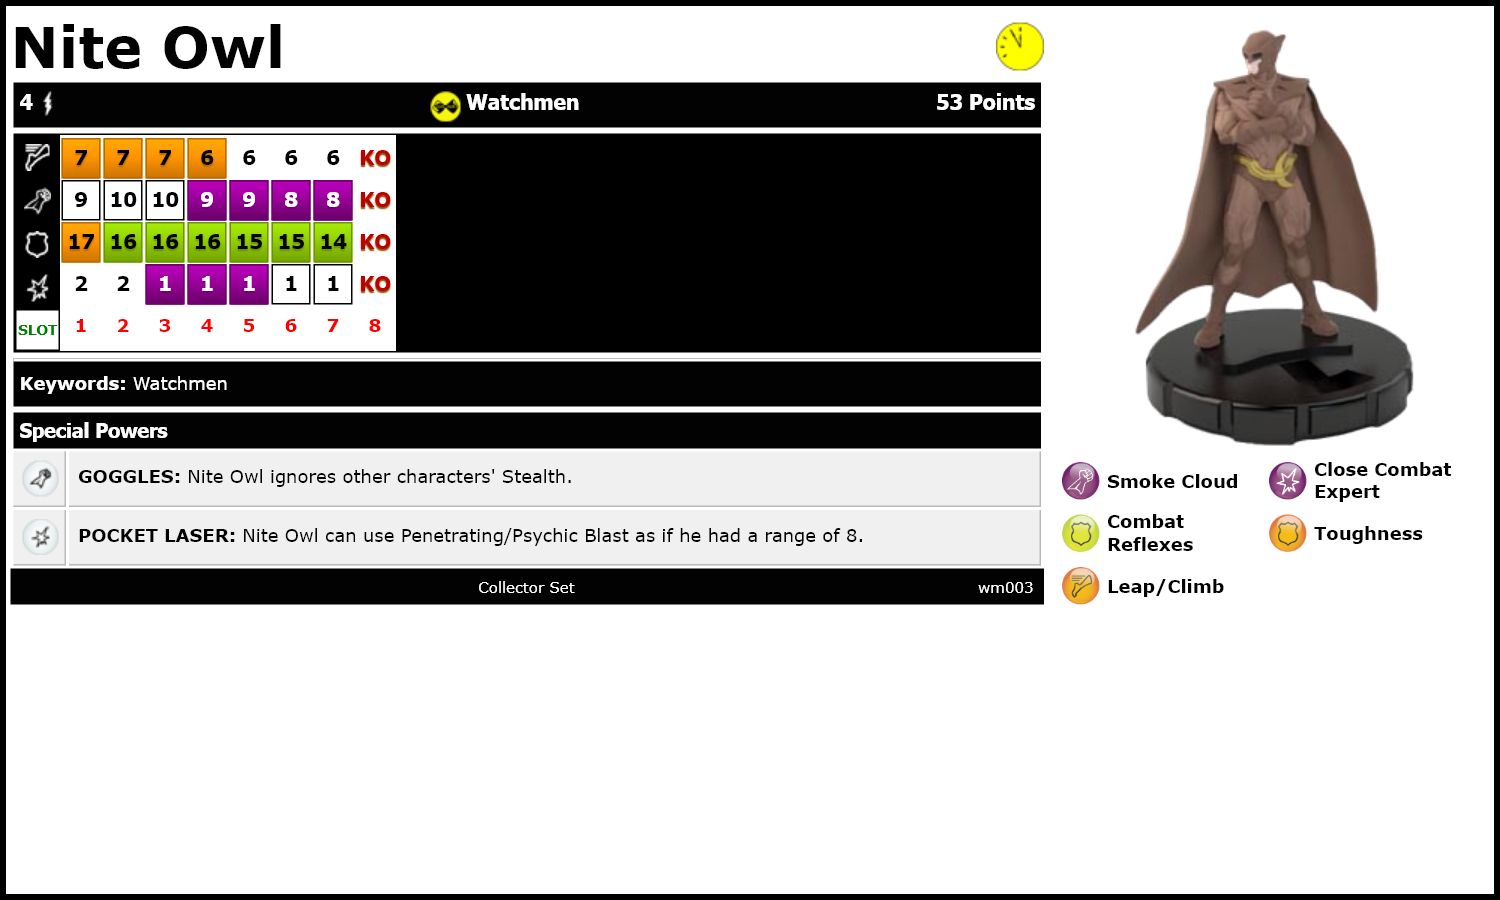 Nite Owl
4 Watchmen 53 Points
7 7 7 6 6 6 6 KO
9 10 10 9 9 8 8 KO
17 16 16 16 15 15 14 KO
2 2 1 1 1 1 1 KO
SLOT 1 2 3 4 5 6 7 8
Keywords: Watchmen
Special Powers
GOGGLES: Nite Owl ignores other characters' Stealth.
POCKET LASER: Nite Owl can use Penetrating/Psychic Blast as if he had a range of 8.
Collector Set wm003
Smoke Cloud
Close Combat
Expert
Combat
Reflexes
Toughness
Leap/Climb